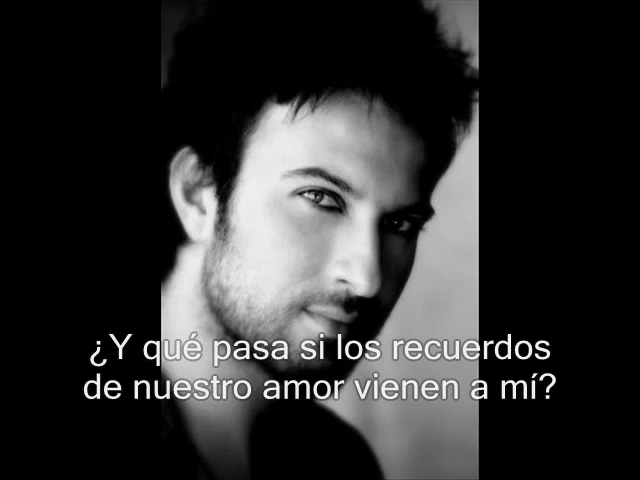 ¿Y qué pasa si los recuerdos
de nuestro amor vienen a mí?